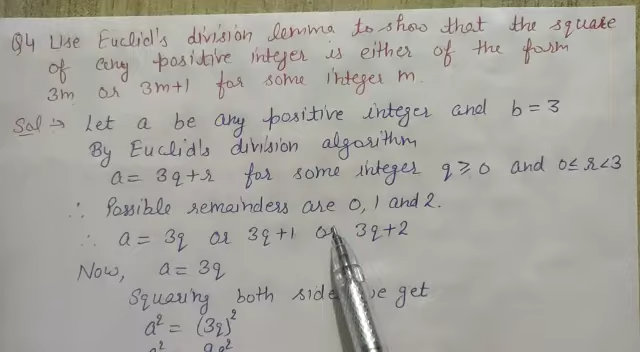 Q4 Use Euclid's division lemma to show that the square
of any positive integer is either of the form
3m or 3m+1 for some integer m.
Sol :→ Let a be any positive integer and b = 3
By Euclid's division algorithm
a = 3q+r for some integer q ≥ 0 and 0 ≤ r < 3
∴ Possible remainders are 0, 1 and 2.
∴ a = 3q or 3q+1 or 3q+2
Now, a = 3q
Squaring both side we get
a² = (3q)²
a² 9q²